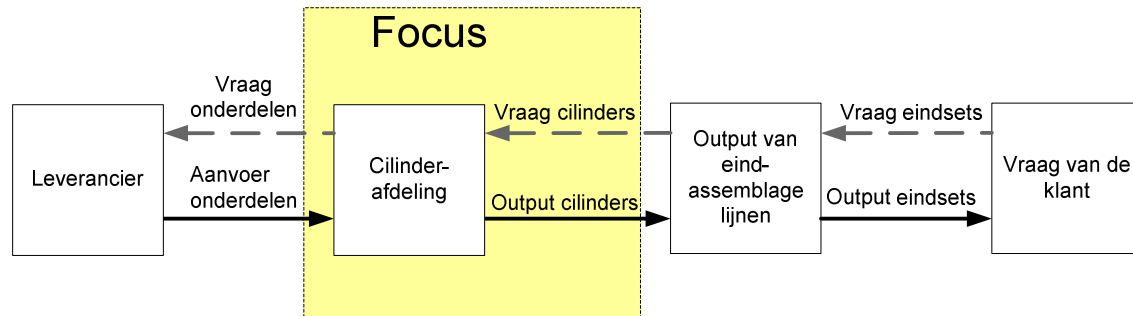 Focus
Vraag
onderdelen
Vraag cilinders
Vraag eindsets
Leverancier
Aanvoer
onderdelen
Cilinder-
afdeling
Output cilinders
Output van
eind-
assemblage
lijnen
Output eindsets
Vraag van de
klant